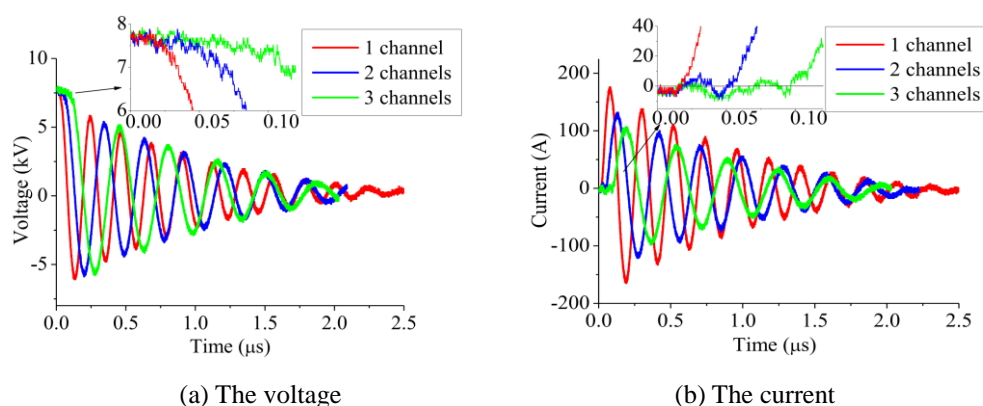 8
7
6
0.00 0.05 0.10
1 channel
2 channels
3 channels
10
5
0
-5
0.0 0.5 1.0 1.5 2.0 2.5
Voltage (kV)
Time (μs)
(a) The voltage
40
20
0
0.00 0.05 0.10
1 channel
2 channels
3 channels
200
100
0
-100
-200
0.0 0.5 1.0 1.5 2.0 2.5
Current (A)
Time (μs)
(b) The current